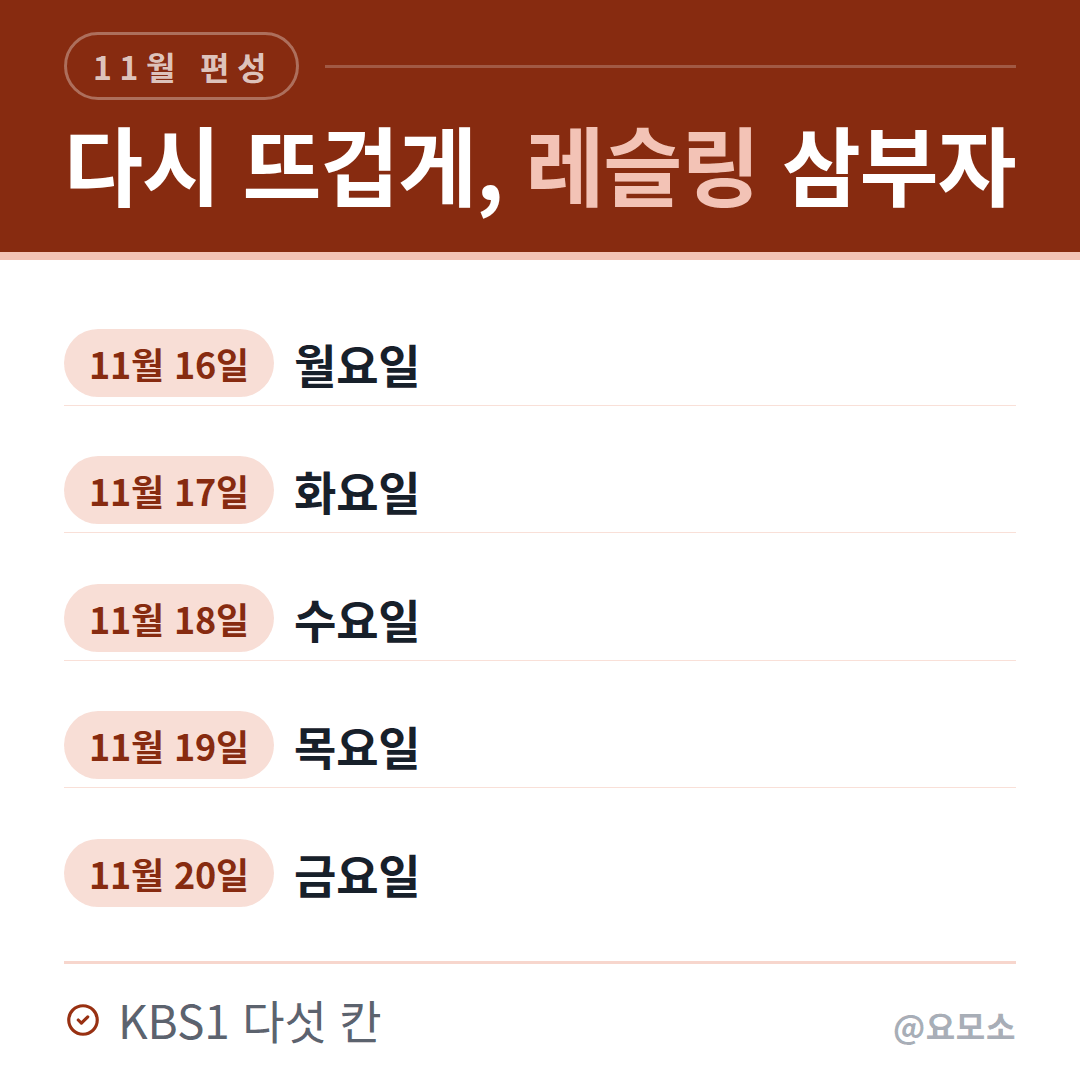 11월 편성
다시 뜨겁게, 레슬링 삼부자
11월 16일 월요일
11월 17일 화요일
11월 18일 수요일
11월 19일 목요일
11월 20일 금요일
KBS1 다섯 칸
@요모소